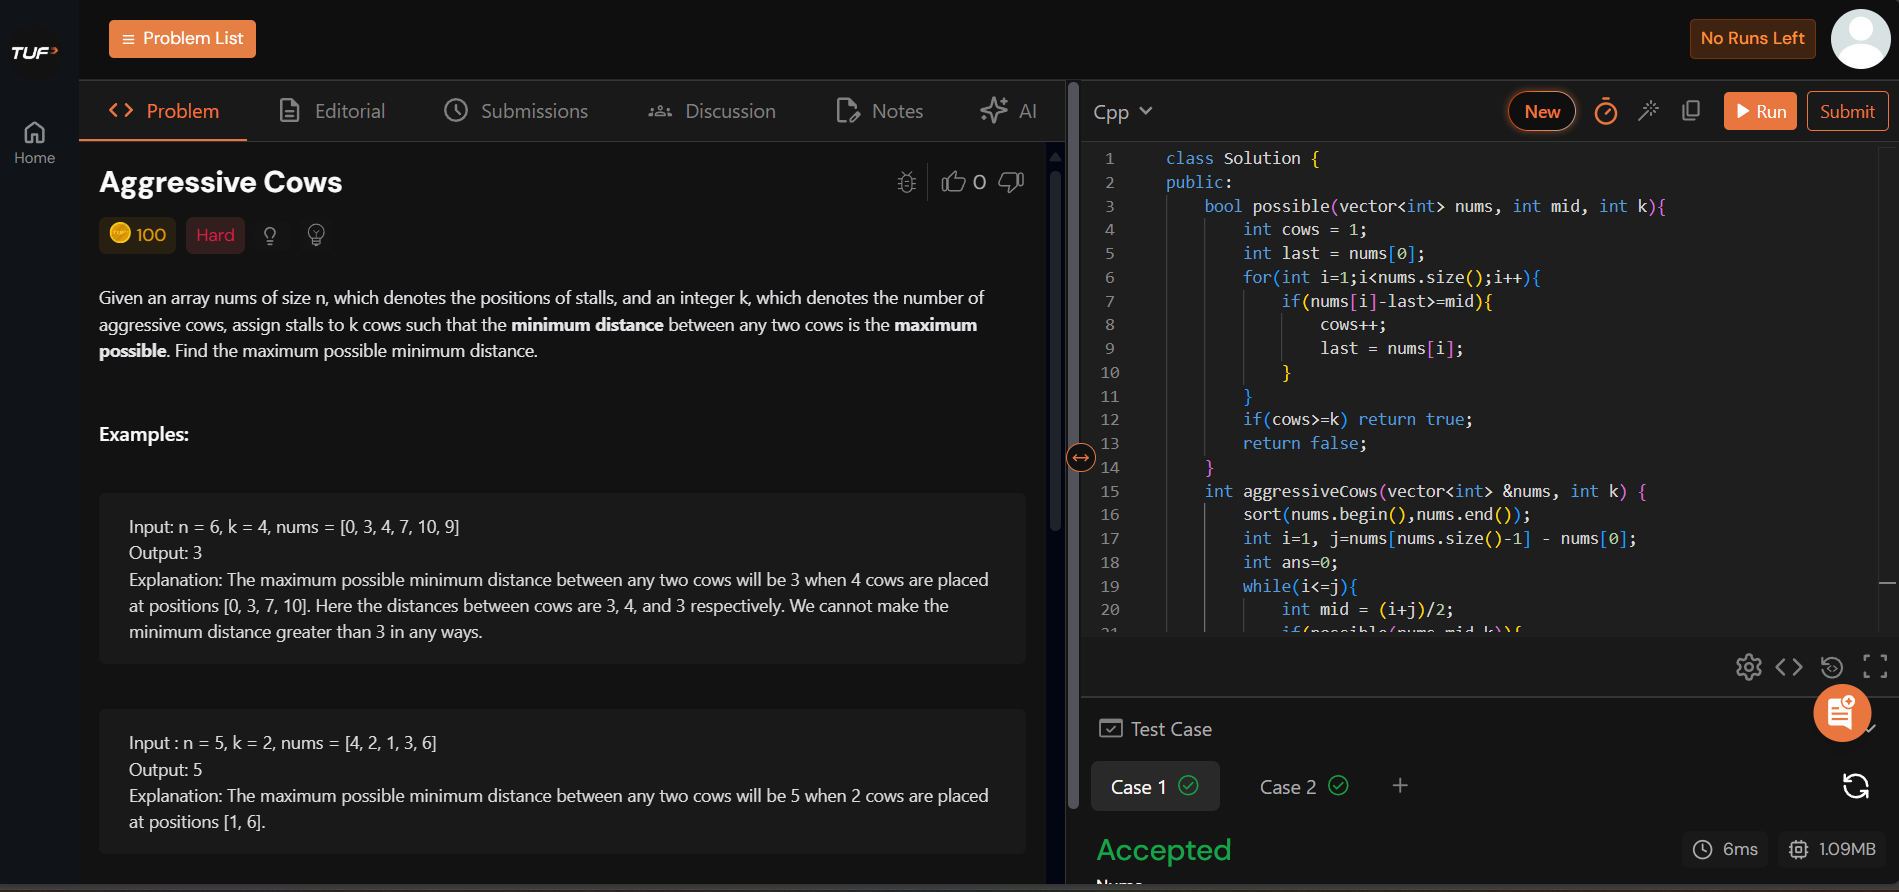 TUF
Home
Problem List
No Runs Left
Problem
Editorial
Submissions
Discussion
Notes
AI
Aggressive Cows
0
100
Hard
Given an array nums of size n, which denotes the positions of stalls, and an integer k, which denotes the number of
aggressive cows, assign stalls to k cows such that the minimum distance between any two cows is the maximum
possible. Find the maximum possible minimum distance.
Examples:
Input: n = 6, k = 4, nums = [0, 3, 4, 7, 10, 9]
Output: 3
Explanation: The maximum possible minimum distance between any two cows will be 3 when 4 cows are placed
at positions [0, 3, 7, 10]. Here the distances between cows are 3, 4, and 3 respectively. We cannot make the
minimum distance greater than 3 in any ways.
Input : n = 5, k = 2, nums = [4, 2, 1, 3, 6]
Output: 5
Explanation: The maximum possible minimum distance between any two cows will be 5 when 2 cows are placed
at positions [1, 6].
Cpp
New
Run
Submit
1 class Solution {
2 public:
3 bool possible(vector<int> nums, int mid, int k){
4 int cows = 1;
5 int last = nums[0];
6 for(int i=1;i<nums.size();i++){
7 if(nums[i]-last>=mid){
8 cows++;
9 last = nums[i];
10 }
11 }
12 if(cows>=k) return true;
13 return false;
14 }
15 int aggressiveCows(vector<int> &nums, int k) {
16 sort(nums.begin(),nums.end());
17 int i=1, j=nums[nums.size()-1] - nums[0];
18 int ans=0;
19 while(i<=j){
20 int mid = (i+j)/2;
21 if(possible(nums,mid,k)){
Test Case
Case 1
Case 2
Accepted
6ms
1.09MB
Nums